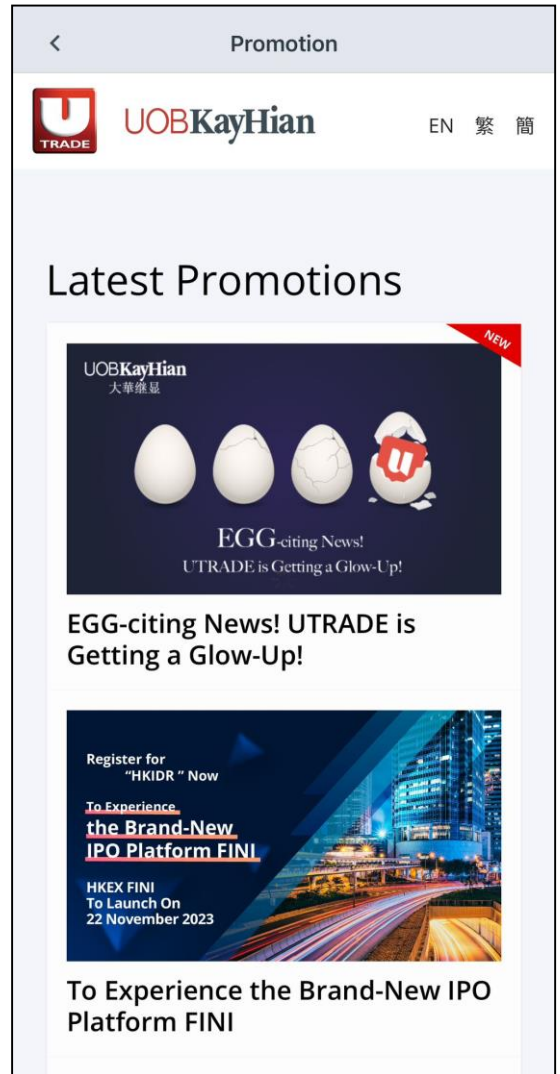 Promotion
U
TRADE
UOBKayHian
EN 繁 簡
Latest Promotions
NEW
UOBKayHian
大華继显
u
EGG-citing News!
UTRADE is Getting a Glow-Up!
EGG-citing News! UTRADE is
Getting a Glow-Up!
Register for
“HKIDR ” Now
To Experience
the Brand-New
IPO Platform FINI
HKEX FINI
To Launch On
22 November 2023
To Experience the Brand-New IPO
Platform FINI